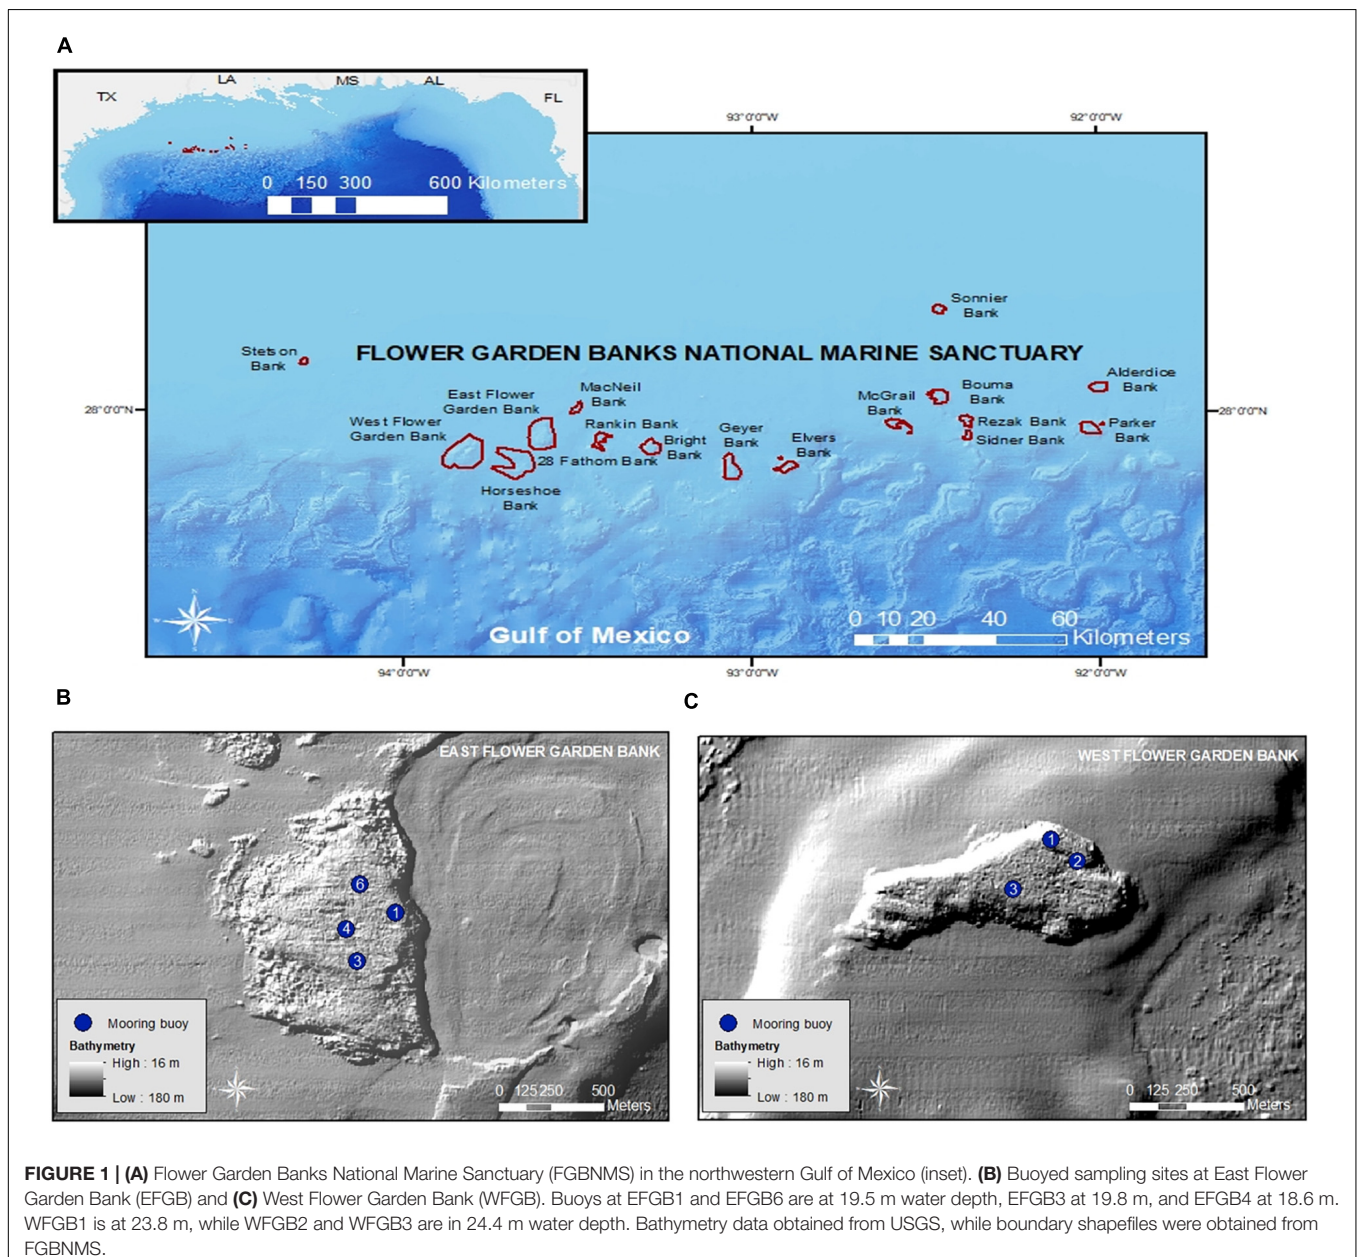 A
TX
LA
MS
AL
FL
0 150 300 600 Kilometers
93°0'0"W
92°0'0"W
28°0'0"N
28°0'0"N
Sonnier
Bank
Stetson
Bank
FLOWER GARDEN BANKS NATIONAL MARINE SANCTUARY
East Flower
Garden Bank
MacNeil
Bank
West Flower
Garden Bank
Rankin Bank
28 Fathom Bank
Bright
Bank
Horseshoe
Bank
Geyer
Bank
Elvers
Bank
McGrail
Bank
Bouma
Bank
Rezak Bank
Sidner Bank
Alderdice
Bank
Parker
Bank
N
Gulf of Mexico
0 10 20 40 60
Kilometers
94°0'0"W
93°0'0"W
92°0'0"W
B
EAST FLOWER GARDEN BANK
6
1
4
3
Mooring buoy
Bathymetry
High : 16 m
Low : 180 m
0 125 250 500
Meters
C
WEST FLOWER GARDEN BANK
1
2
3
Mooring buoy
Bathymetry
High : 16 m
Low : 180 m
0 125 250 500
Meters
FIGURE 1 | (A) Flower Garden Banks National Marine Sanctuary (FGBNMS) in the northwestern Gulf of Mexico (inset). (B) Buoyed sampling sites at East Flower
Garden Bank (EFGB) and (C) West Flower Garden Bank (WFGB). Buoys at EFGB1 and EFGB6 are at 19.5 m water depth, EFGB3 at 19.8 m, and EFGB4 at 18.6 m.
WFGB1 is at 23.8 m, while WFGB2 and WFGB3 are in 24.4 m water depth. Bathymetry data obtained from USGS, while boundary shapefiles were obtained from
FGBNMS.